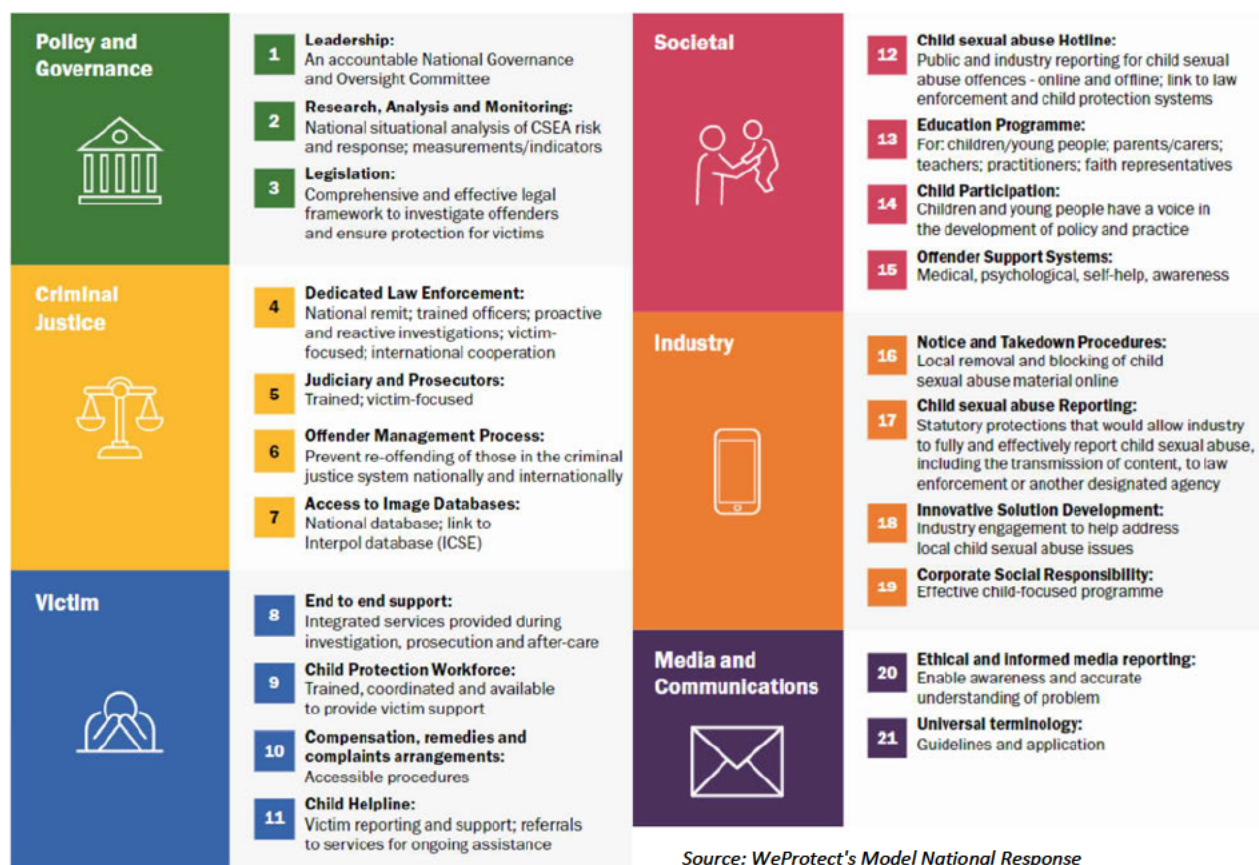 Policy and
Governance
1
Leadership:
An accountable National Governance
and Oversight Committee
2
Research, Analysis and Monitoring:
National situational analysis of CSEA risk
and response; measurements/indicators
3
Legislation:
Comprehensive and effective legal
framework to investigate offenders
and ensure protection for victims
Criminal
Justice
4
Dedicated Law Enforcement:
National remit; trained officers; proactive
and reactive investigations; victim-
focused; international cooperation
5
Judiciary and Prosecutors:
Trained; victim-focused
6
Offender Management Process:
Prevent re-offending of those in the criminal
justice system nationally and internationally
7
Access to Image Databases:
National database; link to
Interpol database (ICSE)
Victim
8
End to end support:
Integrated services provided during
investigation, prosecution and after-care
9
Child Protection Workforce:
Trained, coordinated and available
to provide victim support
10
Compensation, remedies and
complaints arrangements:
Accessible procedures
11
Child Helpline:
Victim reporting and support; referrals
to services for ongoing assistance
Societal
12
Child sexual abuse Hotline:
Public and industry reporting for child sexual
abuse offences - online and offline; link to law
enforcement and child protection systems
13
Education Programme:
For: children/young people; parents/carers;
teachers; practitioners; faith representatives
14
Child Participation:
Children and young people have a voice in
the development of policy and practice
15
Offender Support Systems:
Medical, psychological, self-help, awareness
Industry
16
Notice and Takedown Procedures:
Local removal and blocking of child
sexual abuse material online
17
Child sexual abuse Reporting:
Statutory protections that would allow industry
to fully and effectively report child sexual abuse,
including the transmission of content, to law
enforcement or another designated agency
18
Innovative Solution Development:
Industry engagement to help address
local child sexual abuse issues
19
Corporate Social Responsibility:
Effective child-focused programme
Media and
Communications
20
Ethical and informed media reporting:
Enable awareness and accurate
understanding of problem
21
Universal terminology:
Guidelines and application
Source: WeProtect's Model National Response